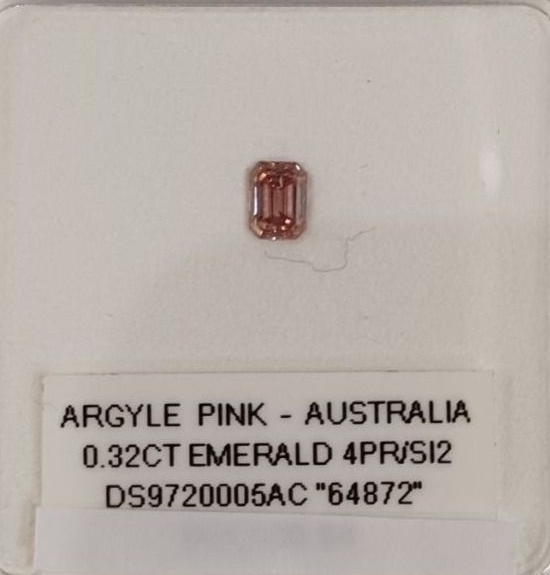 ARGYLE PINK - AUSTRALIA
0.32CT EMERALD 4PR/SI2
DS9720005AC "64872"